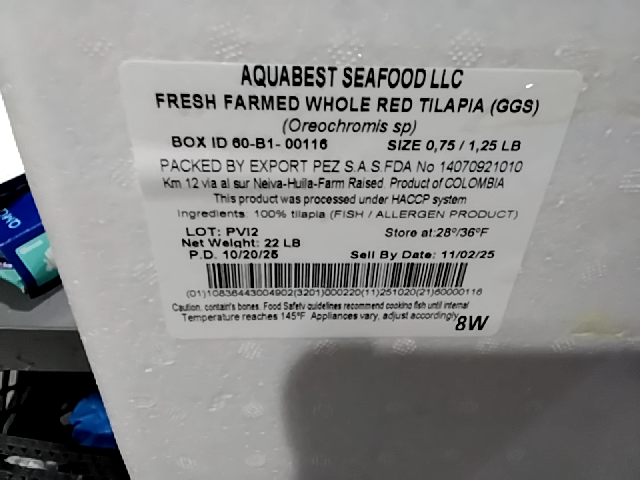 AQUABEST SEAFOOD LLC
FRESH FARMED WHOLE RED TILAPIA (GGS)
(Oreochromis sp)
BOX ID 60-B1- 00116 SIZE 0,75 / 1,25 LB
PACKED BY EXPORT PEZ S.A.S.FDA No 14070921010
Km 12 via al sur Neiva-Huila-Farm Raised Product of COLOMBIA
This product was processed under HACCP system
Ingredients: 100% tilapia (FISH / ALLERGEN PRODUCT)
LOT: PVI2 Store at:28°/36°F
Net Weight: 22 LB
P.D. 10/20/25 Sell By Date: 11/02/25
(01)10836443004902(3201)000220(11)251020(21)60000116
Caution, contain's bones. Food Safety guidelines recommend cooking fish until internal
Temperature reaches 145°F Appliances vary, adjust accordingly.
8W